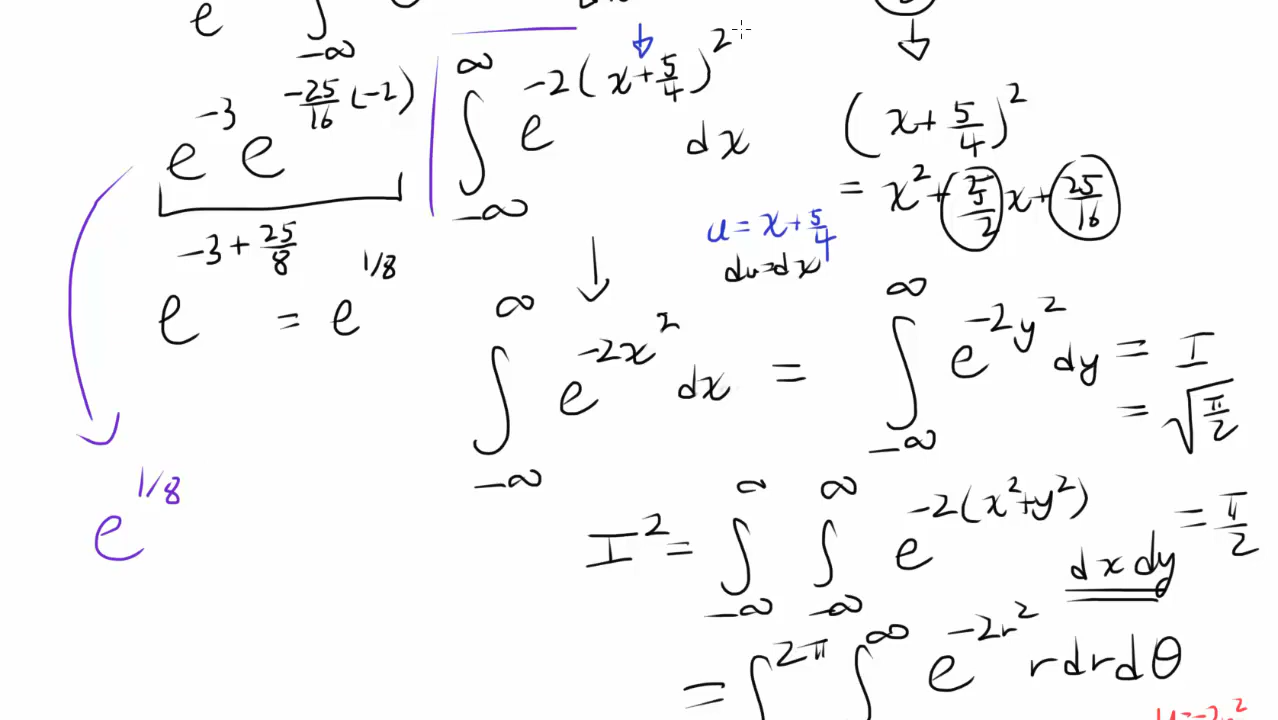 e ∫_{-∞}
e^{-3} e^{-25/16 (-2)} ∫_{-∞}^{∞} e^{-2(x+5/4)^2} dx
(x+5/4)^2
= x^2+5/2x+25/16
u=x+5/4
du=dx
e^{-3+25/8} = e^{1/8}
∫_{-∞}^{∞} e^{-2x^2} dx = ∫_{-∞}^{∞} e^{-2y^2} dy = I
= √(π/2)
e^{1/8}
I^2 = ∫_{-∞}^{∞} ∫_{-∞}^{∞} e^{-2(x^2+y^2)} dx dy = π/2
= ∫^{2π} ∫^{∞} e^{-2r^2} r dr dθ
u=-2r^2